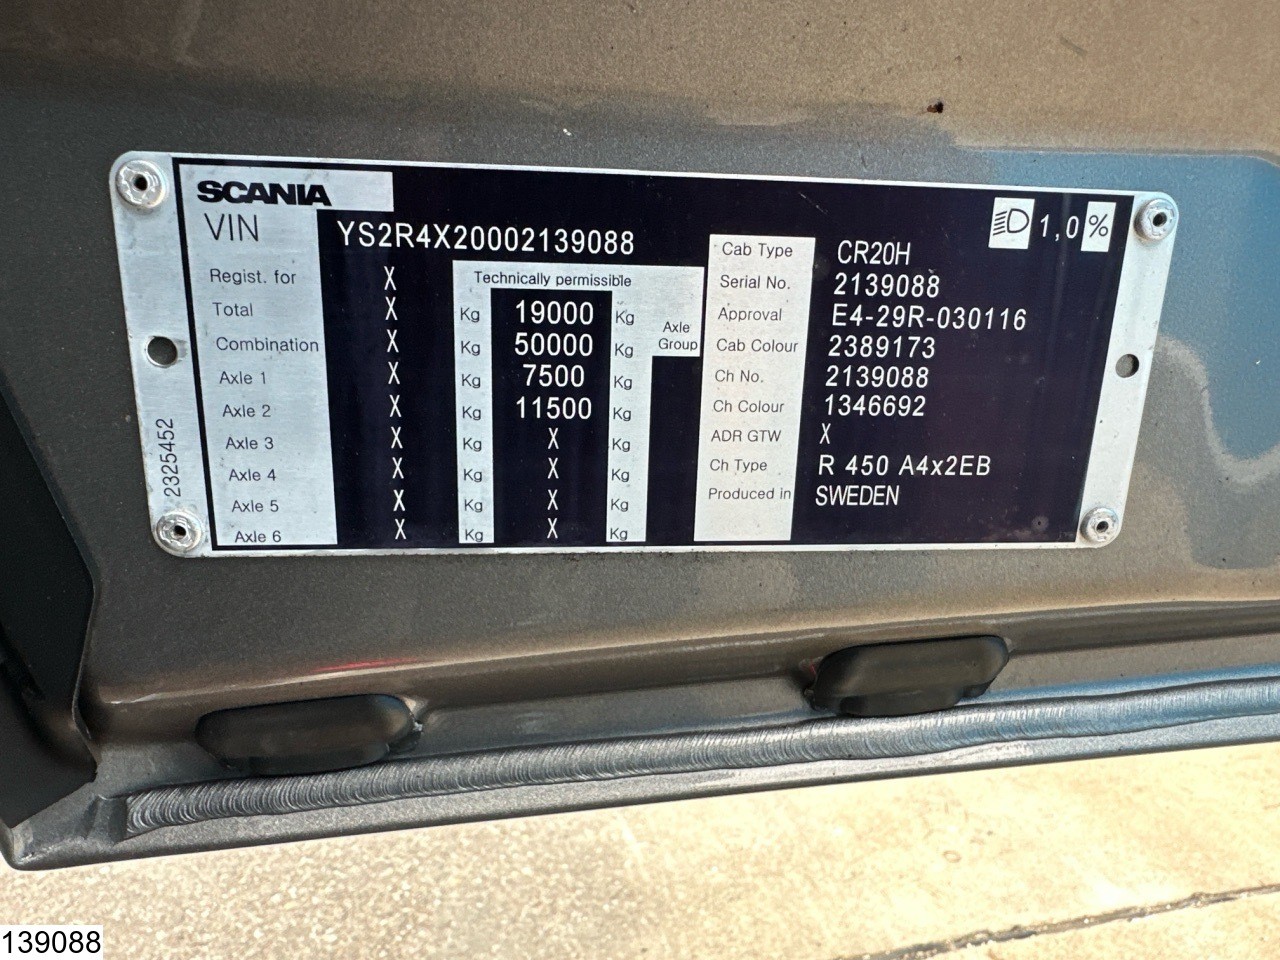 SCANIA
VIN YS2R4X20002139088
1,0 %
Regist. for X Technically permissible
Total X Kg 19000 Kg
Combination X Kg 50000 Kg Axle Group
Axle 1 X Kg 7500 Kg
Axle 2 X Kg 11500 Kg
Axle 3 X Kg X Kg
Axle 4 X Kg X Kg
Axle 5 X Kg X Kg
Axle 6 X Kg X Kg
Cab Type CR20H
Serial No. 2139088
Approval E4-29R-030116
Cab Colour 2389173
Ch No. 2139088
Ch Colour 1346692
ADR GTW X
Ch Type R 450 A4x2EB
Produced in SWEDEN
2325452
139088